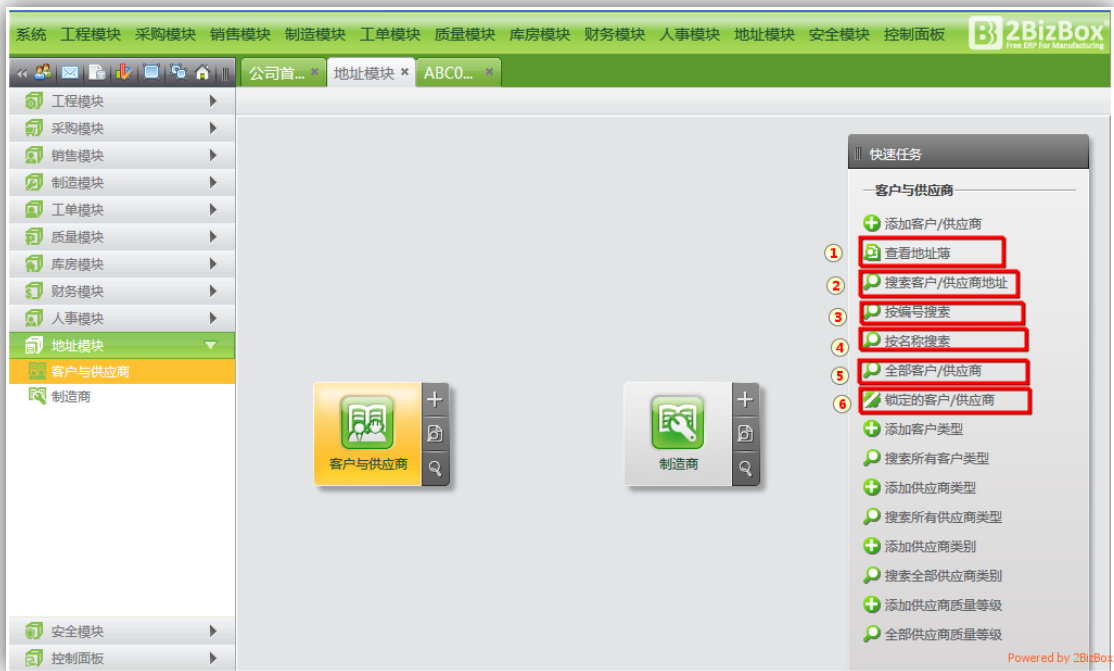 系统 工程模块 采购模块 销售模块 制造模块 工单模块 质量模块 库房模块 财务模块 人事模块 地址模块 安全模块 控制面板 2BizBox
Free ERP For Manufacturing
公司首... × 地址模块 × ABC0... ×
工程模块
采购模块
销售模块
制造模块
工单模块
质量模块
库房模块
财务模块
人事模块
地址模块
客户与供应商
制造商
安全模块
控制面板
客户与供应商
制造商
快速任务
客户与供应商
添加客户/供应商
1 查看地址薄
2 搜索客户/供应商地址
3 按编号搜索
4 按名称搜索
5 全部客户/供应商
6 锁定的客户/供应商
添加客户类型
搜索所有客户类型
添加供应商类型
搜索所有供应商类型
添加供应商类别
搜索全部供应商类别
添加供应商质量等级
全部供应商质量等级
Powered by 2BizBox